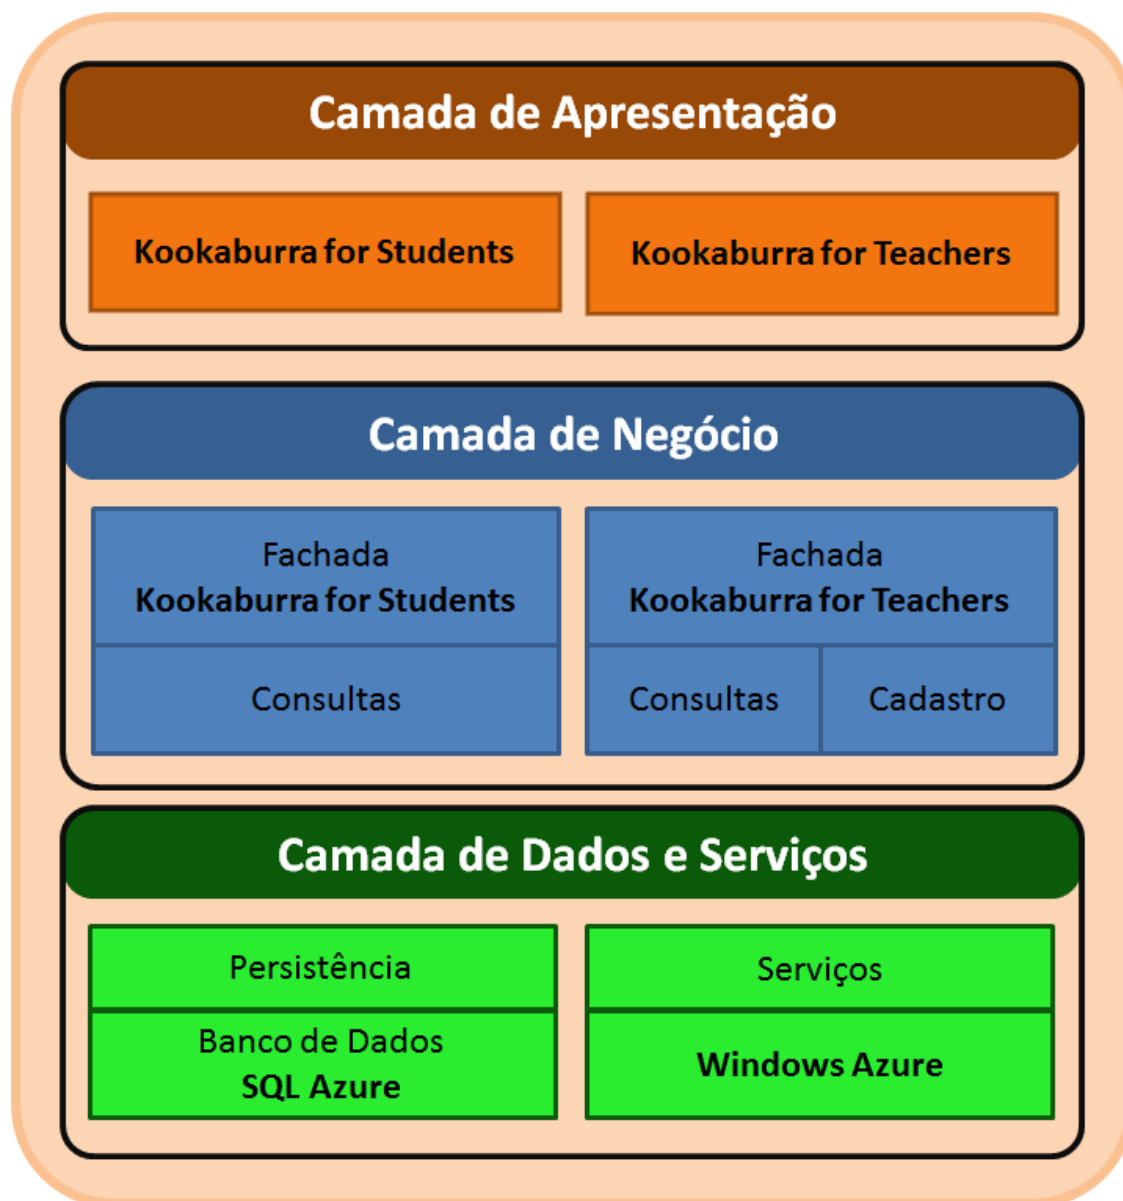 Camada de Apresentação
Kookaburra for Students
Kookaburra for Teachers
Camada de Negócio
Fachada
Kookaburra for Students
Consultas
Fachada
Kookaburra for Teachers
Consultas
Cadastro
Camada de Dados e Serviços
Persistência
Banco de Dados
SQL Azure
Serviços
Windows Azure